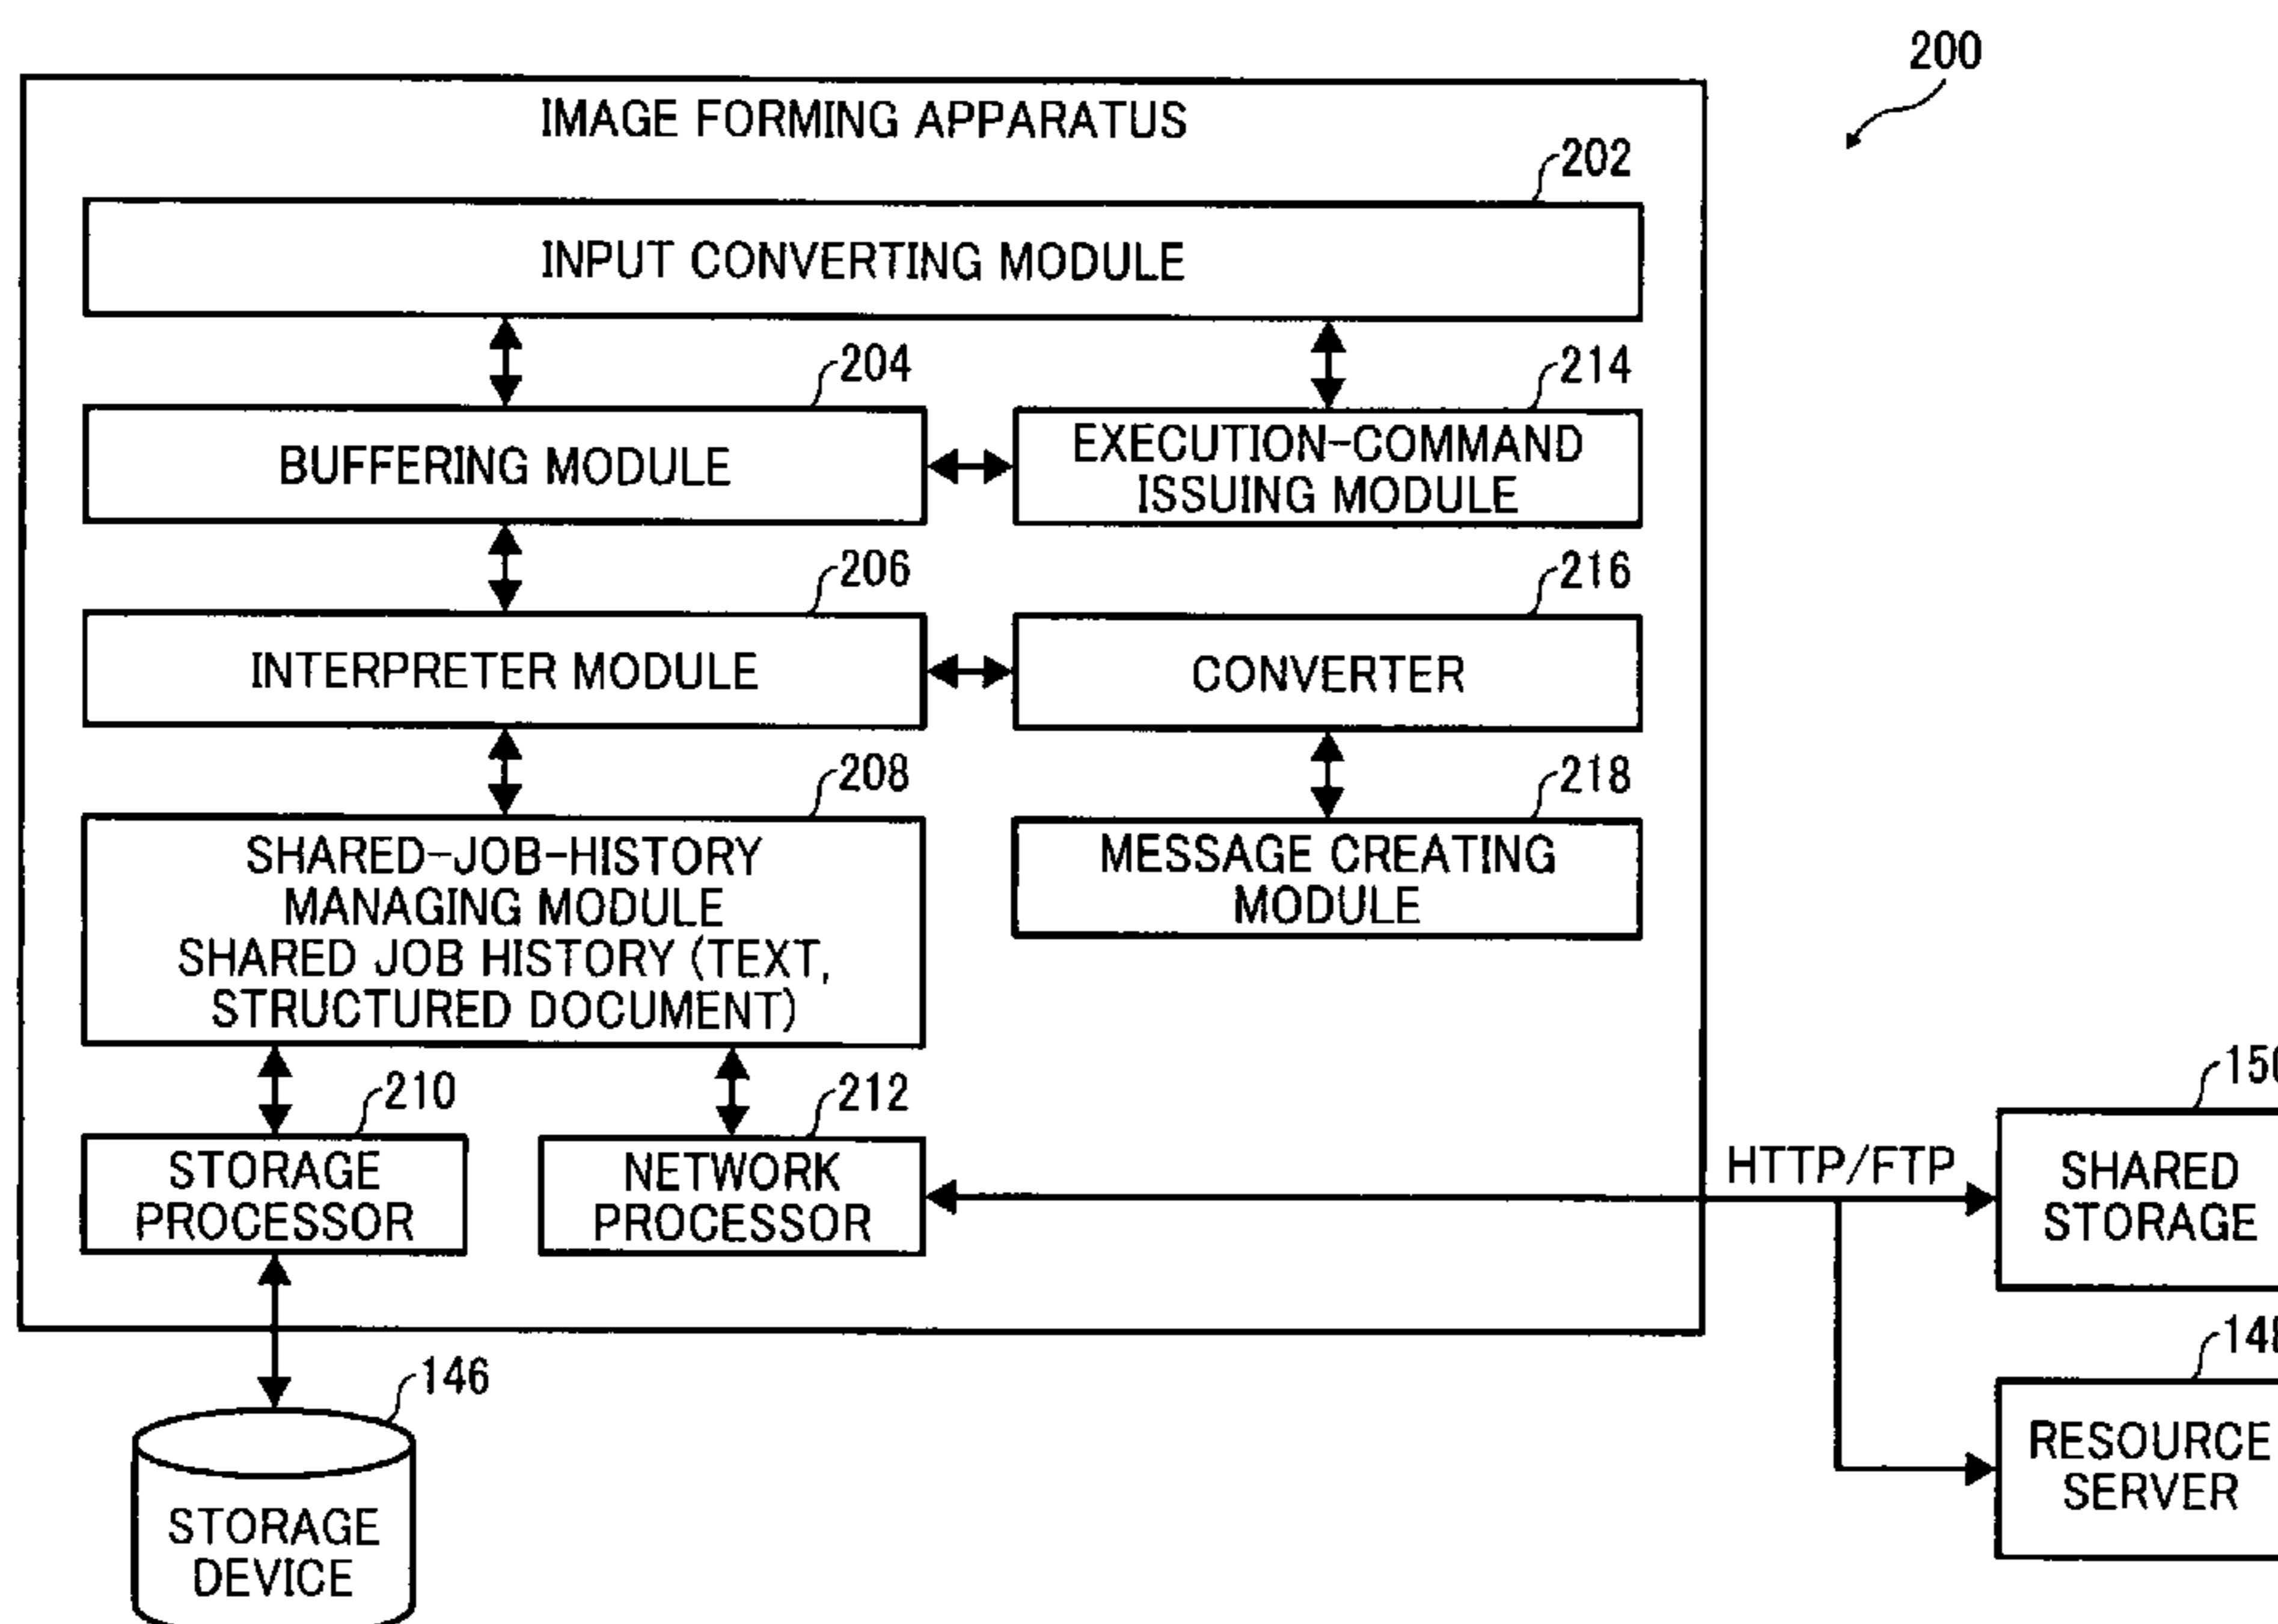 200
IMAGE FORMING APPARATUS
202
INPUT CONVERTING MODULE
204
214
BUFFERING MODULE
EXECUTION-COMMAND
ISSUING MODULE
206
216
INTERPRETER MODULE
CONVERTER
208
218
SHARED-JOB-HISTORY
MANAGING MODULE
SHARED JOB HISTORY (TEXT,
STRUCTURED DOCUMENT)
MESSAGE CREATING
MODULE
210
212
STORAGE
PROCESSOR
NETWORK
PROCESSOR
HTTP/FTP
150
SHARED
STORAGE
146
STORAGE
DEVICE
148
RESOURCE
SERVER